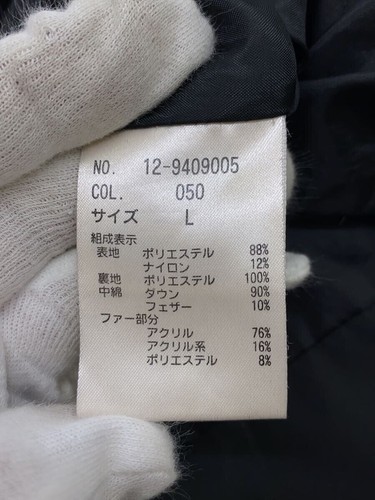 NO. 12-9409005
COL. 050
サイズ L
組成表示
表地 ポリエステル 88%
ナイロン 12%
裏地 ポリエステル 100%
中綿 ダウン 90%
フェザー 10%
ファー部分
アクリル 76%
アクリル系 16%
ポリエステル 8%